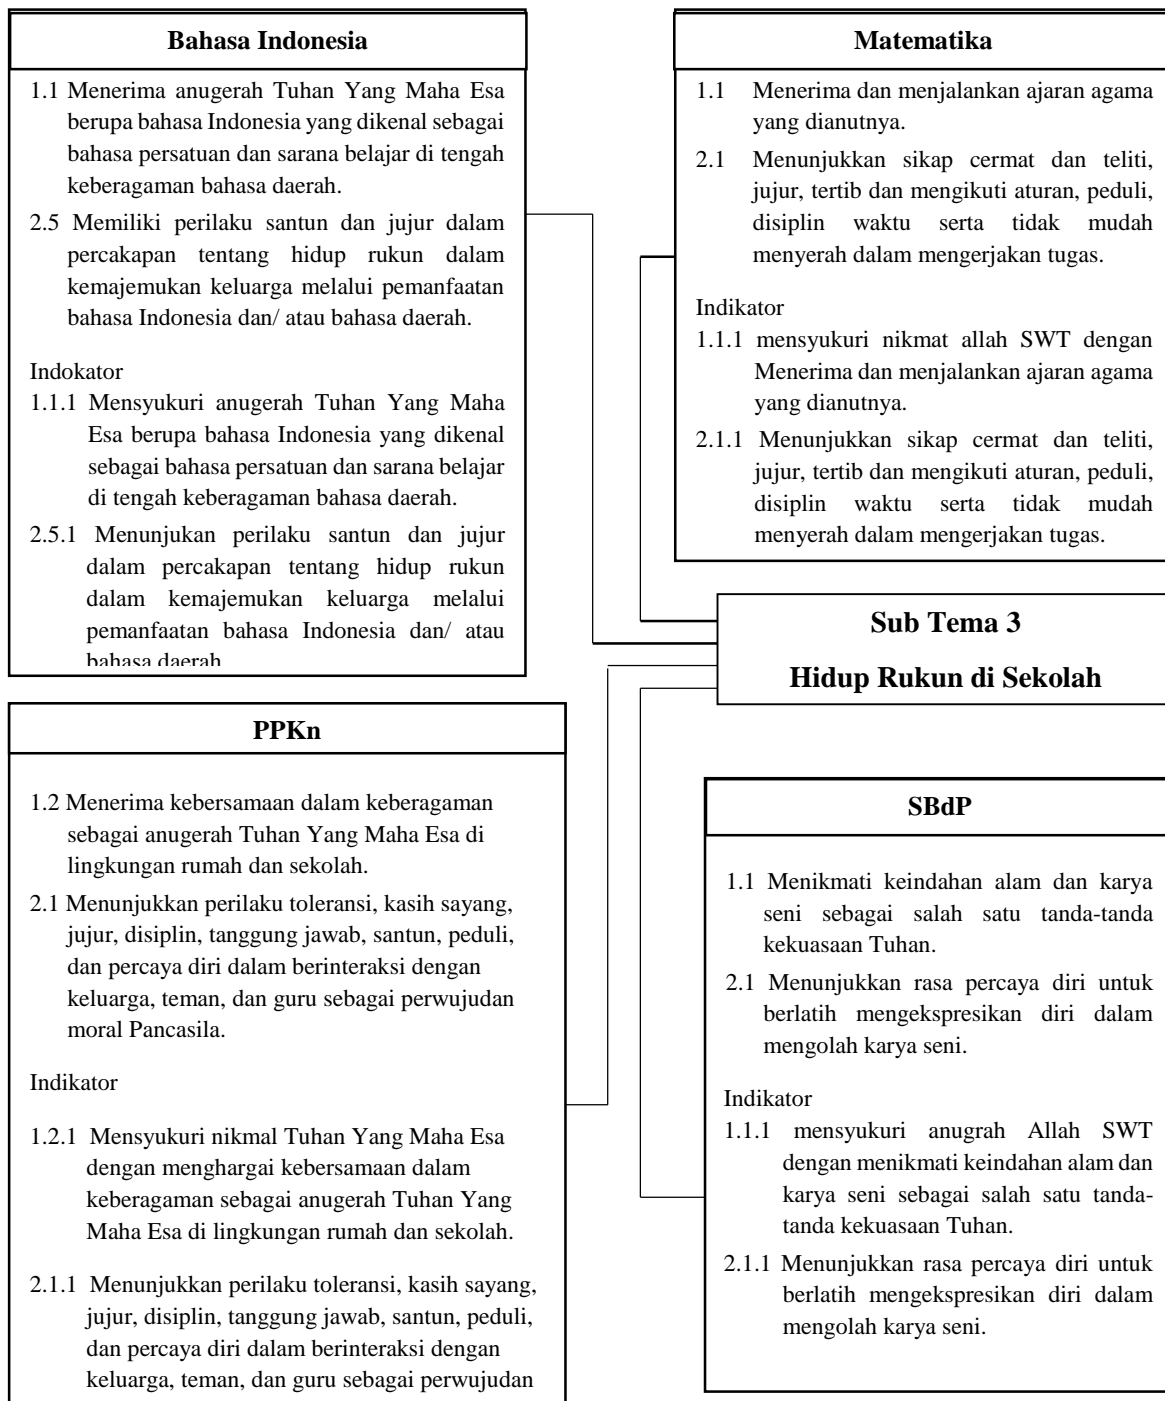 Bahasa Indonesia
1.1 Menerima anugerah Tuhan Yang Maha Esa
berupa bahasa Indonesia yang dikenal sebagai
bahasa persatuan dan sarana belajar di tengah
keberagaman bahasa daerah.
2.5 Memiliki perilaku santun dan jujur dalam
percakapan tentang hidup rukun dalam
kemajemukan keluarga melalui pemanfaatan
bahasa Indonesia dan/ atau bahasa daerah.
Indokator
1.1.1 Mensyukuri anugerah Tuhan Yang Maha
Esa berupa bahasa Indonesia yang dikenal
sebagai bahasa persatuan dan sarana belajar
di tengah keberagaman bahasa daerah.
2.5.1 Menunjukan perilaku santun dan jujur
dalam percakapan tentang hidup rukun
dalam kemajemukan keluarga melalui
pemanfaatan bahasa Indonesia dan/ atau
bahasa daerah
Matematika
1.1 Menerima dan menjalankan ajaran agama
yang dianutnya.
2.1 Menunjukkan sikap cermat dan teliti,
jujur, tertib dan mengikuti aturan, peduli,
disiplin waktu serta tidak mudah
menyerah dalam mengerjakan tugas.
Indikator
1.1.1 mensyukuri nikmat allah SWT dengan
Menerima dan menjalankan ajaran agama
yang dianutnya.
2.1.1 Menunjukkan sikap cermat dan teliti,
jujur, tertib dan mengikuti aturan, peduli,
disiplin waktu serta tidak mudah
menyerah dalam mengerjakan tugas.
Sub Tema 3
Hidup Rukun di Sekolah
PPKn
1.2 Menerima kebersamaan dalam keberagaman
sebagai anugerah Tuhan Yang Maha Esa di
lingkungan rumah dan sekolah.
2.1 Menunjukkan perilaku toleransi, kasih sayang,
jujur, disiplin, tanggung jawab, santun, peduli,
dan percaya diri dalam berinteraksi dengan
keluarga, teman, dan guru sebagai perwujudan
moral Pancasila.
Indikator
1.2.1 Mensyukuri nikmal Tuhan Yang Maha Esa
dengan menghargai kebersamaan dalam
keberagaman sebagai anugerah Tuhan Yang
Maha Esa di lingkungan rumah dan sekolah.
2.1.1 Menunjukkan perilaku toleransi, kasih sayang,
jujur, disiplin, tanggung jawab, santun, peduli,
dan percaya diri dalam berinteraksi dengan
keluarga, teman, dan guru sebagai perwujudan
SBdP
1.1 Menikmati keindahan alam dan karya
seni sebagai salah satu tanda-tanda
kekuasaan Tuhan.
2.1 Menunjukkan rasa percaya diri untuk
berlatih mengekspresikan diri dalam
mengolah karya seni.
Indikator
1.1.1 mensyukuri anugrah Allah SWT
dengan menikmati keindahan alam dan
karya seni sebagai salah satu tanda-
tanda kekuasaan Tuhan.
2.1.1 Menunjukkan rasa percaya diri untuk
berlatih mengekspresikan diri dalam
mengolah karya seni.